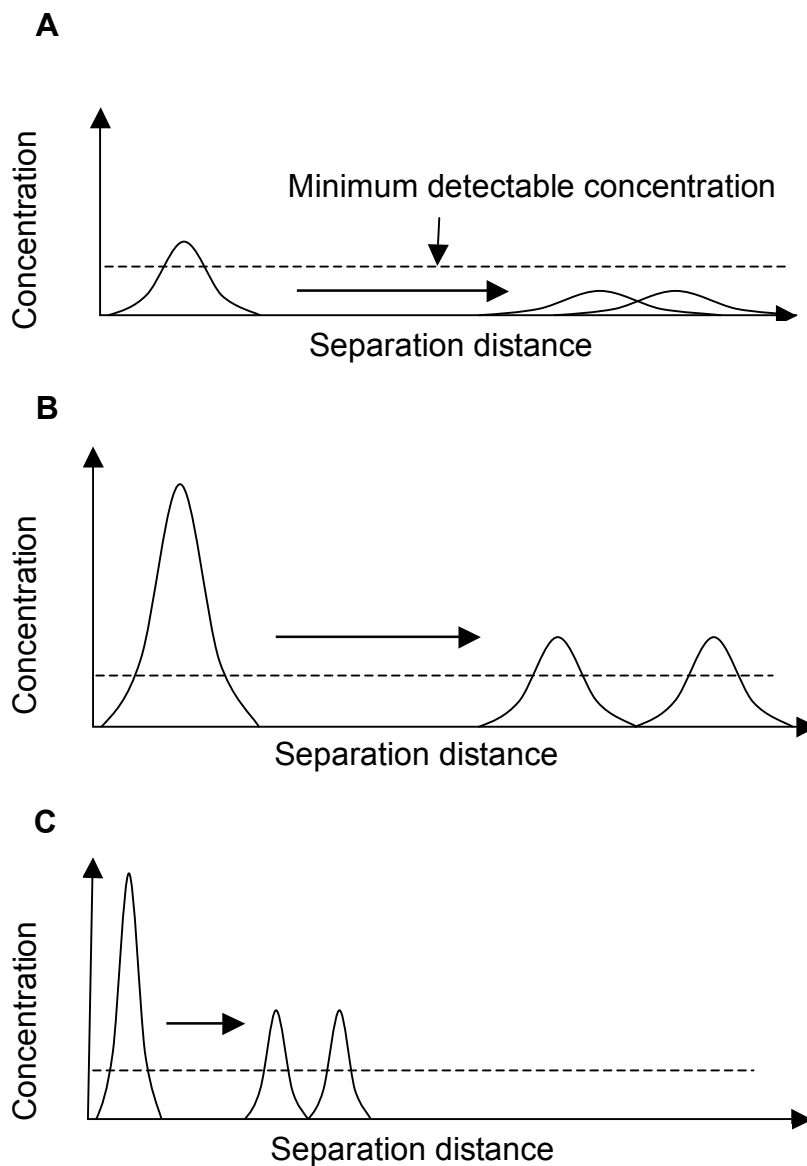 A
Concentration
Minimum detectable concentration
Separation distance
B
Concentration
Separation distance
C
Concentration
Separation distance